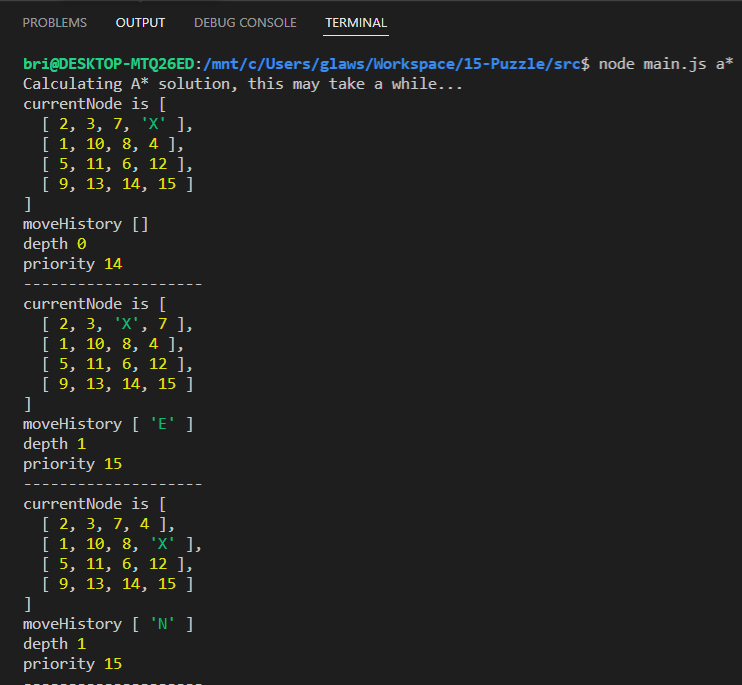 PROBLEMS OUTPUT DEBUG CONSOLE TERMINAL
bri@DESKTOP-MTQ26ED:/mnt/c/Users/glaws/Workspace/15-Puzzle/src$ node main.js a*
Calculating A* solution, this may take a while...
currentNode is [
  [ 2, 3, 7, 'X' ],
  [ 1, 10, 8, 4 ],
  [ 5, 11, 6, 12 ],
  [ 9, 13, 14, 15 ]
]
moveHistory []
depth 0
priority 14
--------------------
currentNode is [
  [ 2, 3, 'X', 7 ],
  [ 1, 10, 8, 4 ],
  [ 5, 11, 6, 12 ],
  [ 9, 13, 14, 15 ]
]
moveHistory [ 'E' ]
depth 1
priority 15
--------------------
currentNode is [
  [ 2, 3, 7, 4 ],
  [ 1, 10, 8, 'X' ],
  [ 5, 11, 6, 12 ],
  [ 9, 13, 14, 15 ]
]
moveHistory [ 'N' ]
depth 1
priority 15
--------------------